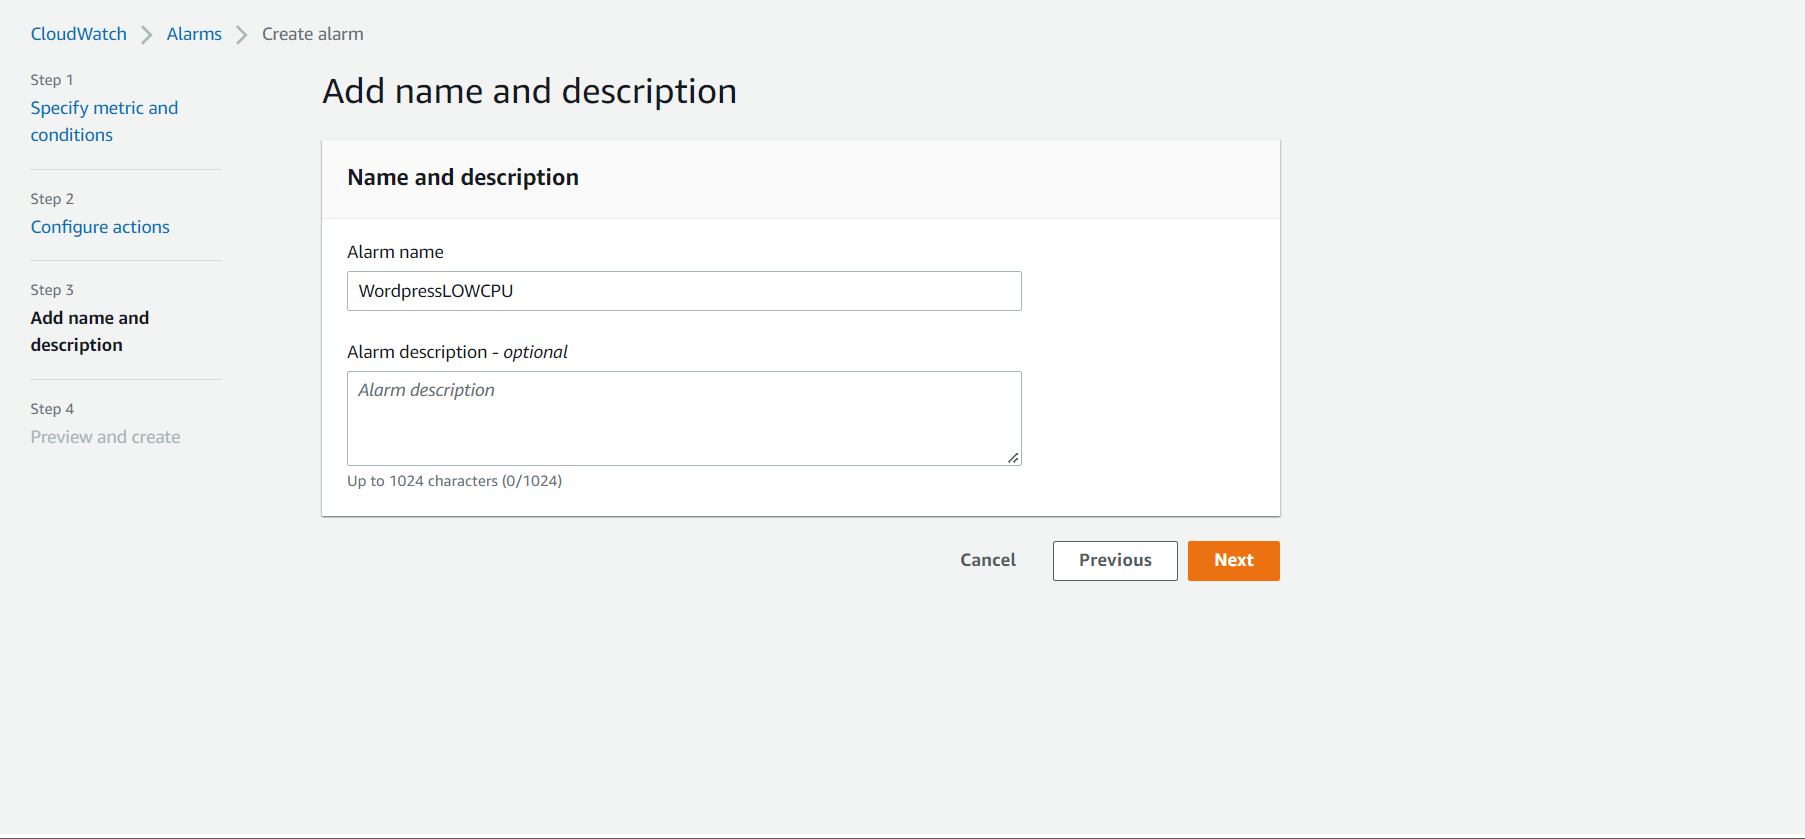 CloudWatch
Alarms
Create alarm
Step 1
Specify metric and
conditions
Step 2
Configure actions
Step 3
Add name and
description
Step 4
Preview and create
Add name and description
Name and description
Alarm name
WordpressLOWCPU
Alarm description - optional
Alarm description
Up to 1024 characters (0/1024)
Cancel
Previous
Next